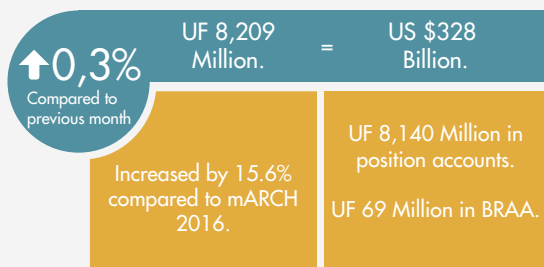 0,3%
Compared to
previous month
UF 8,209
Million.
=
US $328
Billion.
Increased by 15.6%
compared to mARCH
2016.
UF 8,140 Million in
position accounts.
UF 69 Million in BRAA.